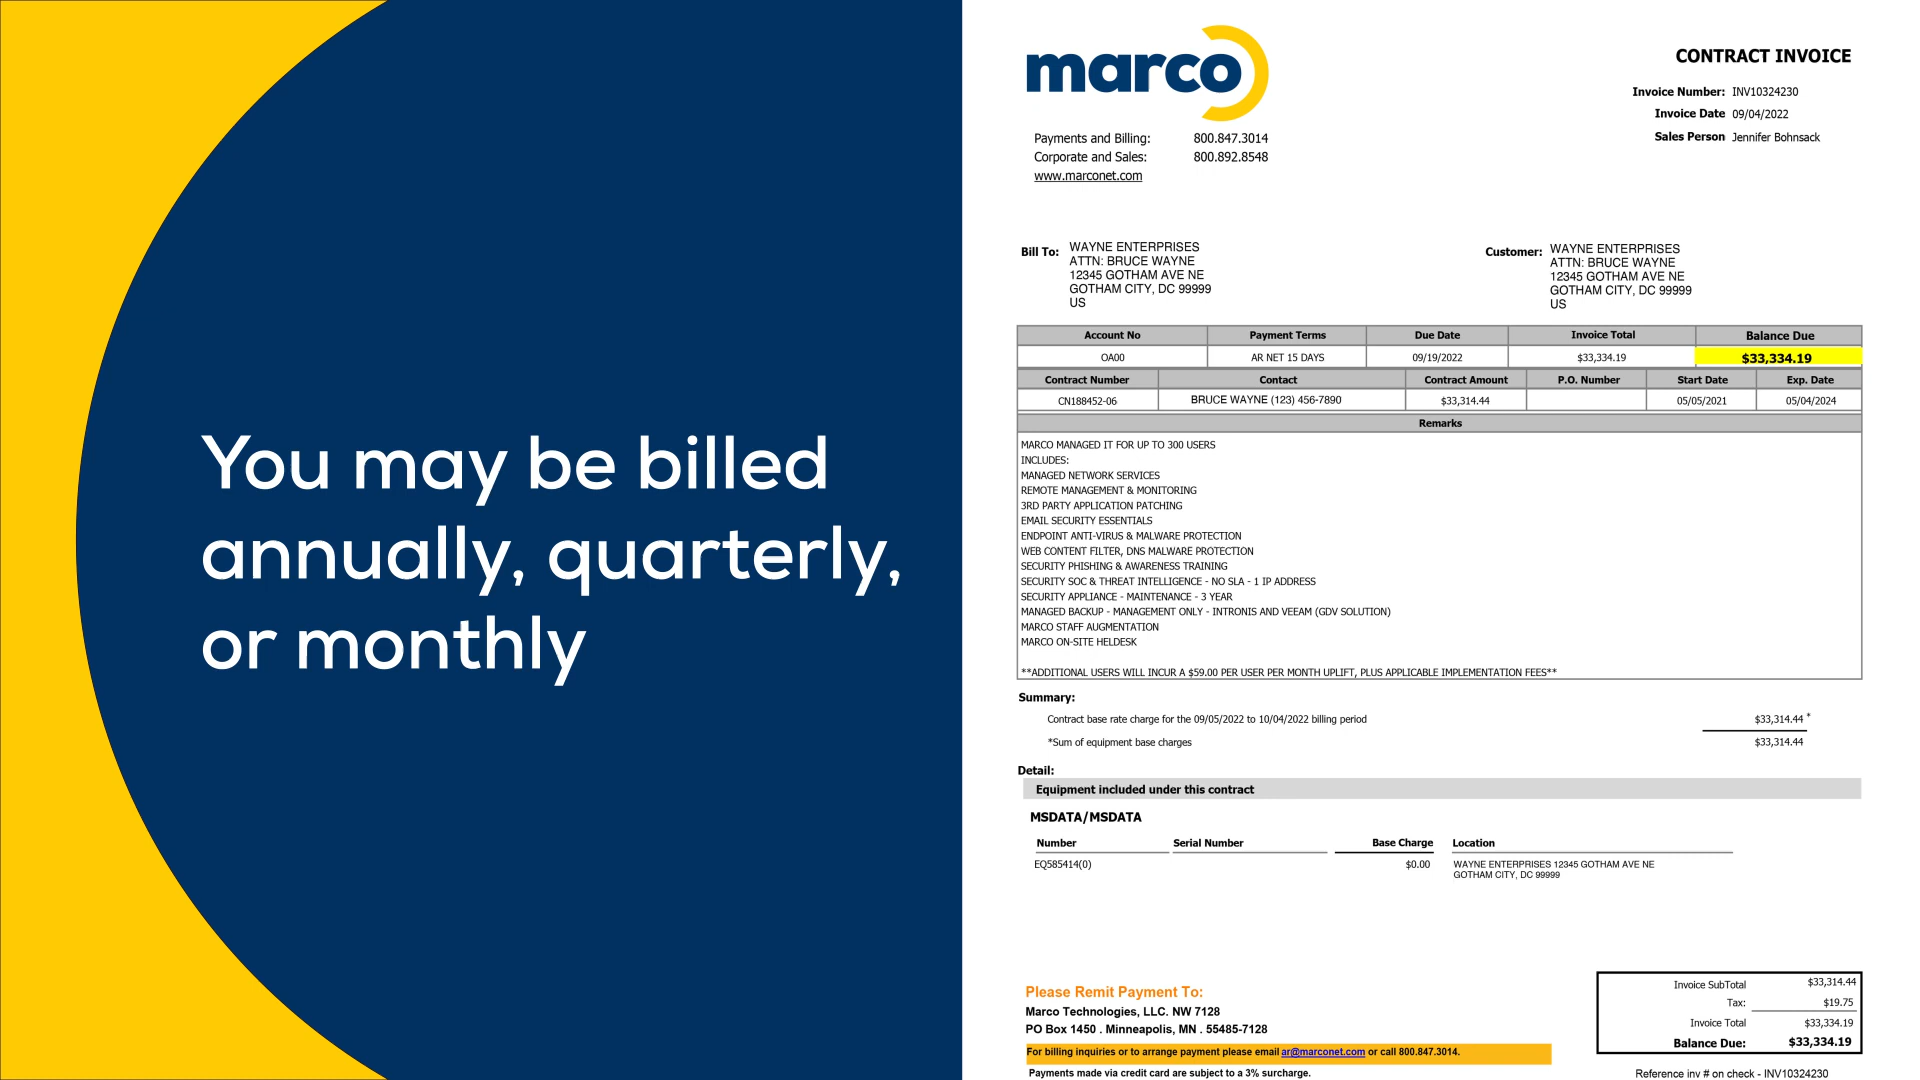 You may be billed
annually, quarterly,
or monthly
marco
Payments and Billing: 800.847.3014
Corporate and Sales: 800.892.8548
www.marconet.com
CONTRACT INVOICE
Invoice Number: INV10324230
Invoice Date 09/04/2022
Sales Person Jennifer Bohnsack
Bill To: WAYNE ENTERPRISES
ATTN: BRUCE WAYNE
12345 GOTHAM AVE NE
GOTHAM CITY, DC 99999
US
Customer: WAYNE ENTERPRISES
ATTN: BRUCE WAYNE
12345 GOTHAM AVE NE
GOTHAM CITY, DC 99999
US
Account No Payment Terms Due Date Invoice Total Balance Due
OA00 AR NET 15 DAYS 09/19/2022 $33,334.19 $33,334.19
Contract Number Contact Contract Amount P.O. Number Start Date Exp. Date
CN188452-06 BRUCE WAYNE (123) 456-7890 $33,314.44 05/05/2021 05/04/2024
Remarks
MARCO MANAGED IT FOR UP TO 300 USERS
INCLUDES:
MANAGED NETWORK SERVICES
REMOTE MANAGEMENT & MONITORING
3RD PARTY APPLICATION PATCHING
EMAIL SECURITY ESSENTIALS
ENDPOINT ANTI-VIRUS & MALWARE PROTECTION
WEB CONTENT FILTER, DNS MALWARE PROTECTION
SECURITY PHISHING & AWARENESS TRAINING
SECURITY SOC & THREAT INTELLIGENCE - NO SLA - 1 IP ADDRESS
SECURITY APPLIANCE - MAINTENANCE - 3 YEAR
MANAGED BACKUP - MANAGEMENT ONLY - INTRONIS AND VEEAM (GDV SOLUTION)
MARCO STAFF AUGMENTATION
MARCO ON-SITE HELDESK
**ADDITIONAL USERS WILL INCUR A $59.00 PER USER PER MONTH UPLIFT, PLUS APPLICABLE IMPLEMENTATION FEES**
Summary:
Contract base rate charge for the 09/05/2022 to 10/04/2022 billing period $33,314.44 *
*Sum of equipment base charges $33,314.44
Detail:
Equipment included under this contract
MSDATA/MSDATA
Number Serial Number Base Charge Location
EQ585414(0) $0.00 WAYNE ENTERPRISES 12345 GOTHAM AVE NE
GOTHAM CITY, DC 99999
Please Remit Payment To:
Marco Technologies, LLC. NW 7128
PO Box 1450 . Minneapolis, MN . 55485-7128
For billing inquiries or to arrange payment please email ar@marconet.com or call 800.847.3014.
Payments made via credit card are subject to a 3% surcharge.
Invoice SubTotal $33,314.44
Tax: $19.75
Invoice Total $33,334.19
Balance Due: $33,334.19
Reference inv # on check - INV10324230